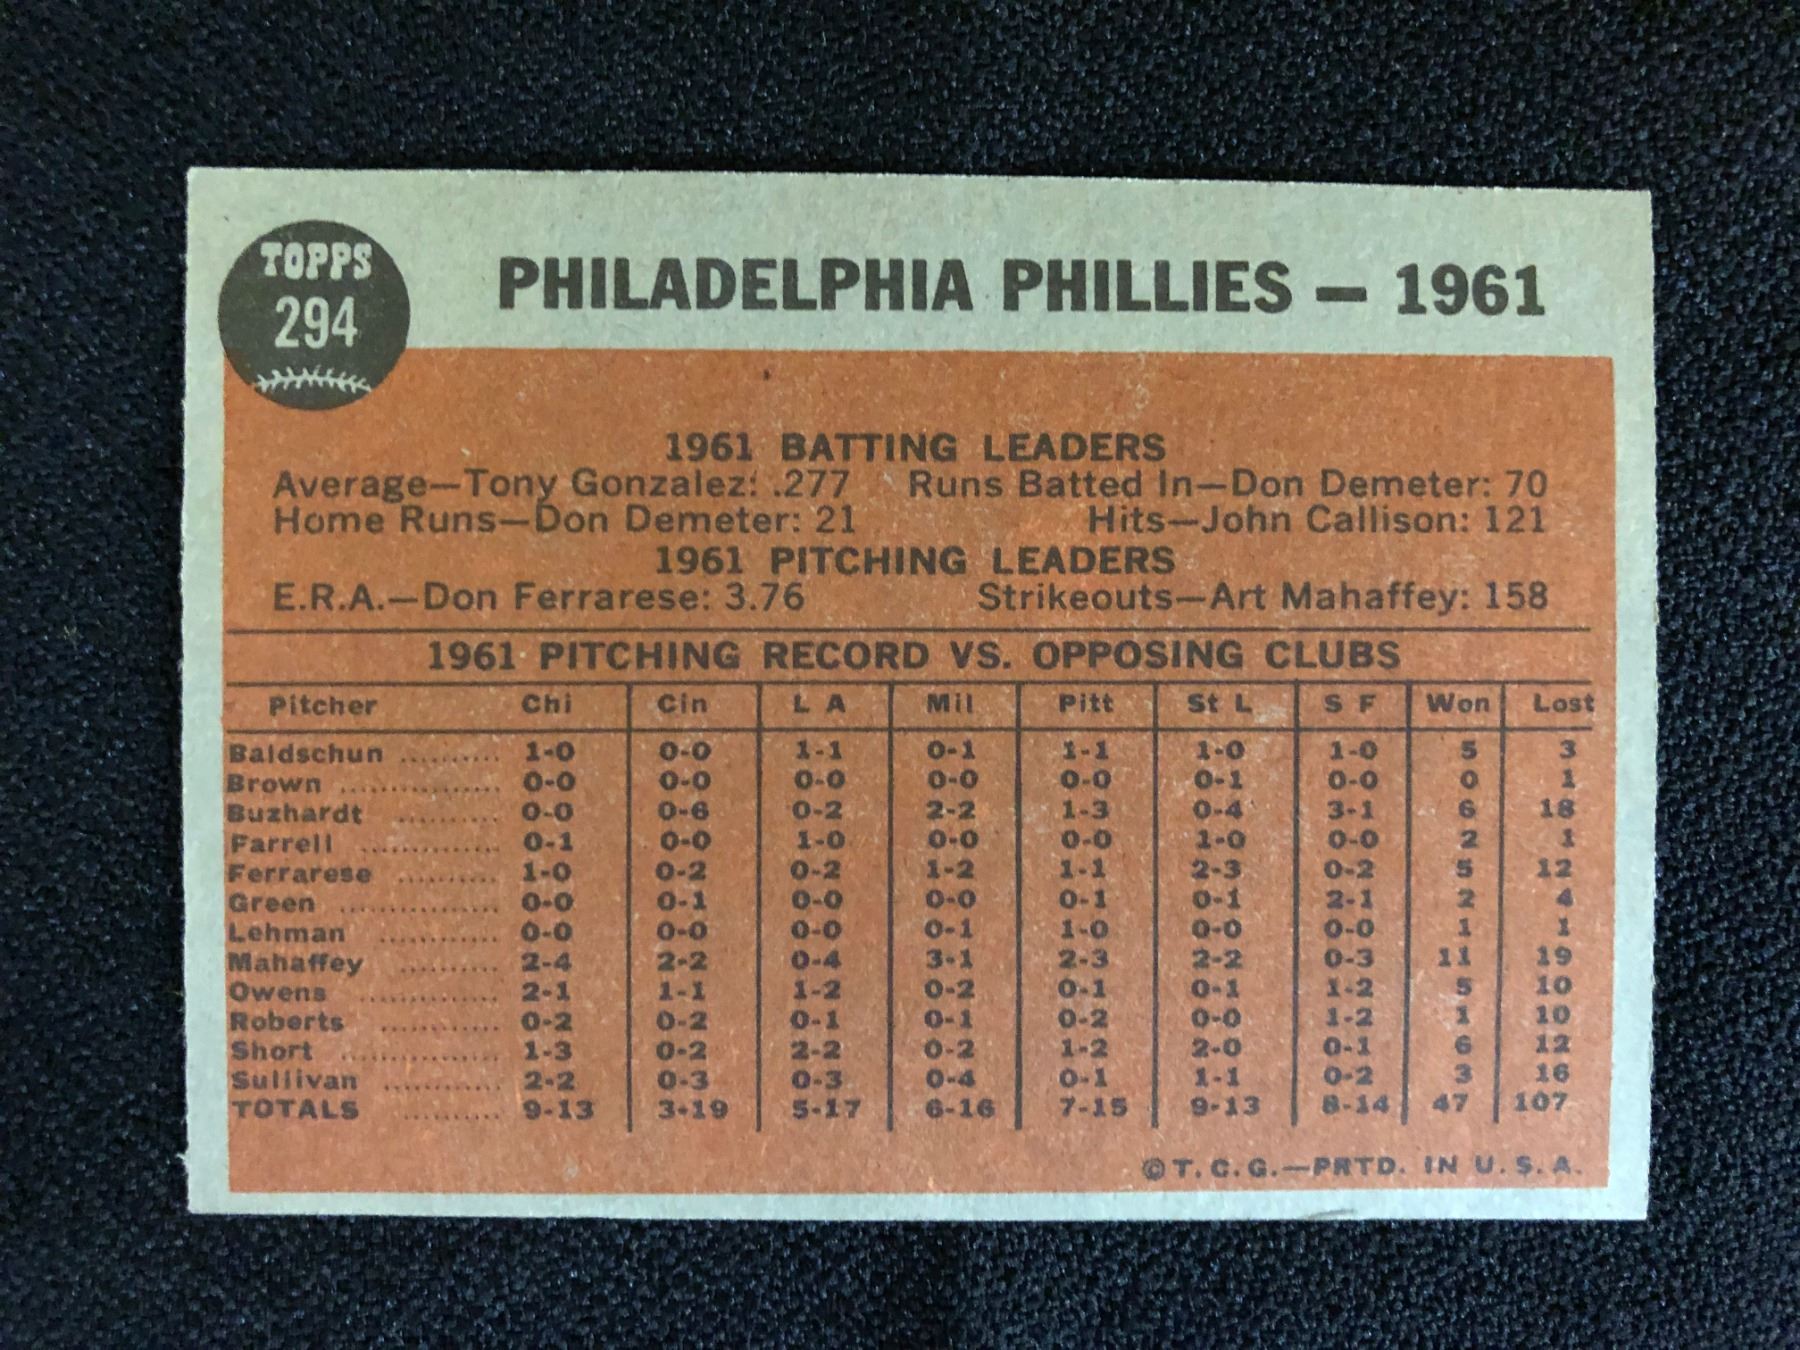 TOPPS
294
PHILADELPHIA PHILLIES — 1961
1961 BATTING LEADERS
Average—Tony Gonzalez: .277 Runs Batted In—Don Demeter: 70
Home Runs—Don Demeter: 21 Hits—John Callison: 121
1961 PITCHING LEADERS
E.R.A.—Don Ferrarese: 3.76 Strikeouts—Art Mahaffey: 158
1961 PITCHING RECORD VS. OPPOSING CLUBS
Pitcher Chi Cin L A Mil Pitt St L S F Won Lost
Baldschun .......... 1-0 0-0 1-1 0-1 1-1 1-0 1-0 5 3
Brown ................ 0-0 0-0 0-0 0-0 0-0 0-1 0-0 0 1
Buzhardt .......... 0-0 0-6 0-2 2-2 1-3 0-4 3-1 6 18
Farrell .............. 0-1 0-0 1-0 0-0 0-0 1-0 0-0 2 1
Ferrarese .......... 1-0 0-2 0-2 1-2 1-1 2-3 0-2 5 12
Green ................ 0-0 0-1 0-0 0-0 0-1 0-1 2-1 2 4
Lehman ............ 0-0 0-0 0-0 0-1 1-0 0-0 0-0 1 1
Mahaffey .......... 2-4 2-2 0-4 3-1 2-3 2-2 0-3 11 19
Owens .............. 2-1 1-1 1-2 0-2 0-1 0-1 1-2 5 10
Roberts ............ 0-2 0-2 0-1 0-1 0-2 0-0 1-2 1 10
Short ................ 1-3 0-2 2-2 0-2 1-2 2-0 0-1 6 12
Sullivan ............ 2-2 0-3 0-3 0-4 0-1 1-1 0-2 3 16
TOTALS .......... 9-13 3-19 5-17 6-16 7-15 9-13 8-14 47 107
©T.C.G.—PRTD. IN U.S.A.